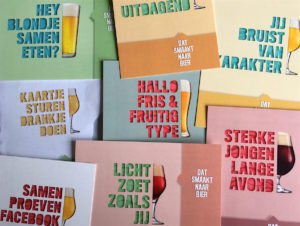 HEY
BLONDJE
SAMEN
ETEN?
UITDAGEND
DAT
SMAAKT
NAAR
BIER
JIJ
BRUIST
VAN
KARAKTER
KAARTJE
STUREN
DRANKJE
DOEN
HALLO
FRIS &
FRUITIG
TYPE
STERKE
JONGEN
LANGE
AVOND
SAMEN
PROEVEN
FACEBOOK
LICHT
ZOET
ZOALS
JIJ
DAT
SMAAKT
NAAR
BIER